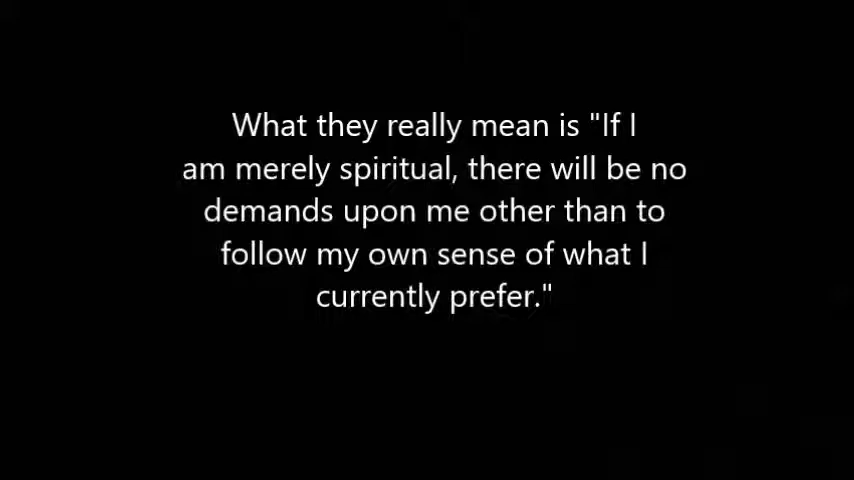 What they really mean is "If I
am merely spiritual, there will be no
demands upon me other than to
follow my own sense of what I
currently prefer."